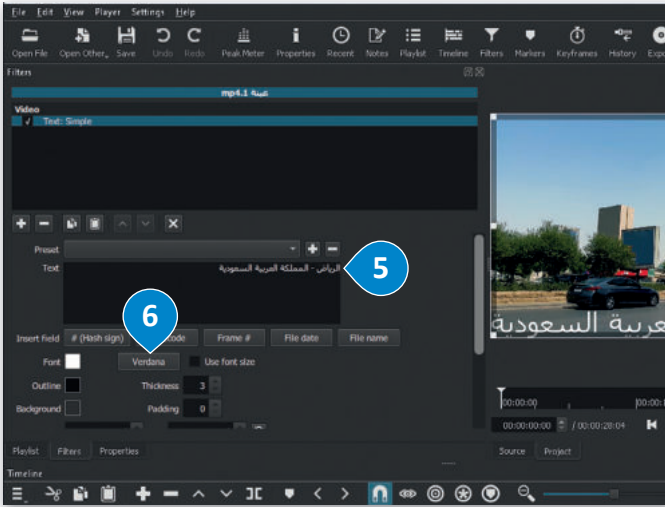 File Edit View Player Settings Help
Open File Open Other.. Save Undo Redo Peak Meter Properties Recent Notes Playlist Timeline Filters Markers Keyframes History
Filters
عينة mp4.1
Video
Text: Simple
Preset
Text
الرياض - المملكة العربية السعودية
5
6
Insert field # (Hash sign) Frame # File date File name
Font Verdana Use font size
Outline Thickness 3
Background Padding 0
السعودية
00:00:00
00:00:00:00 / 00:00:20:04
Playlist Filters Properties
Source Project
Timeline